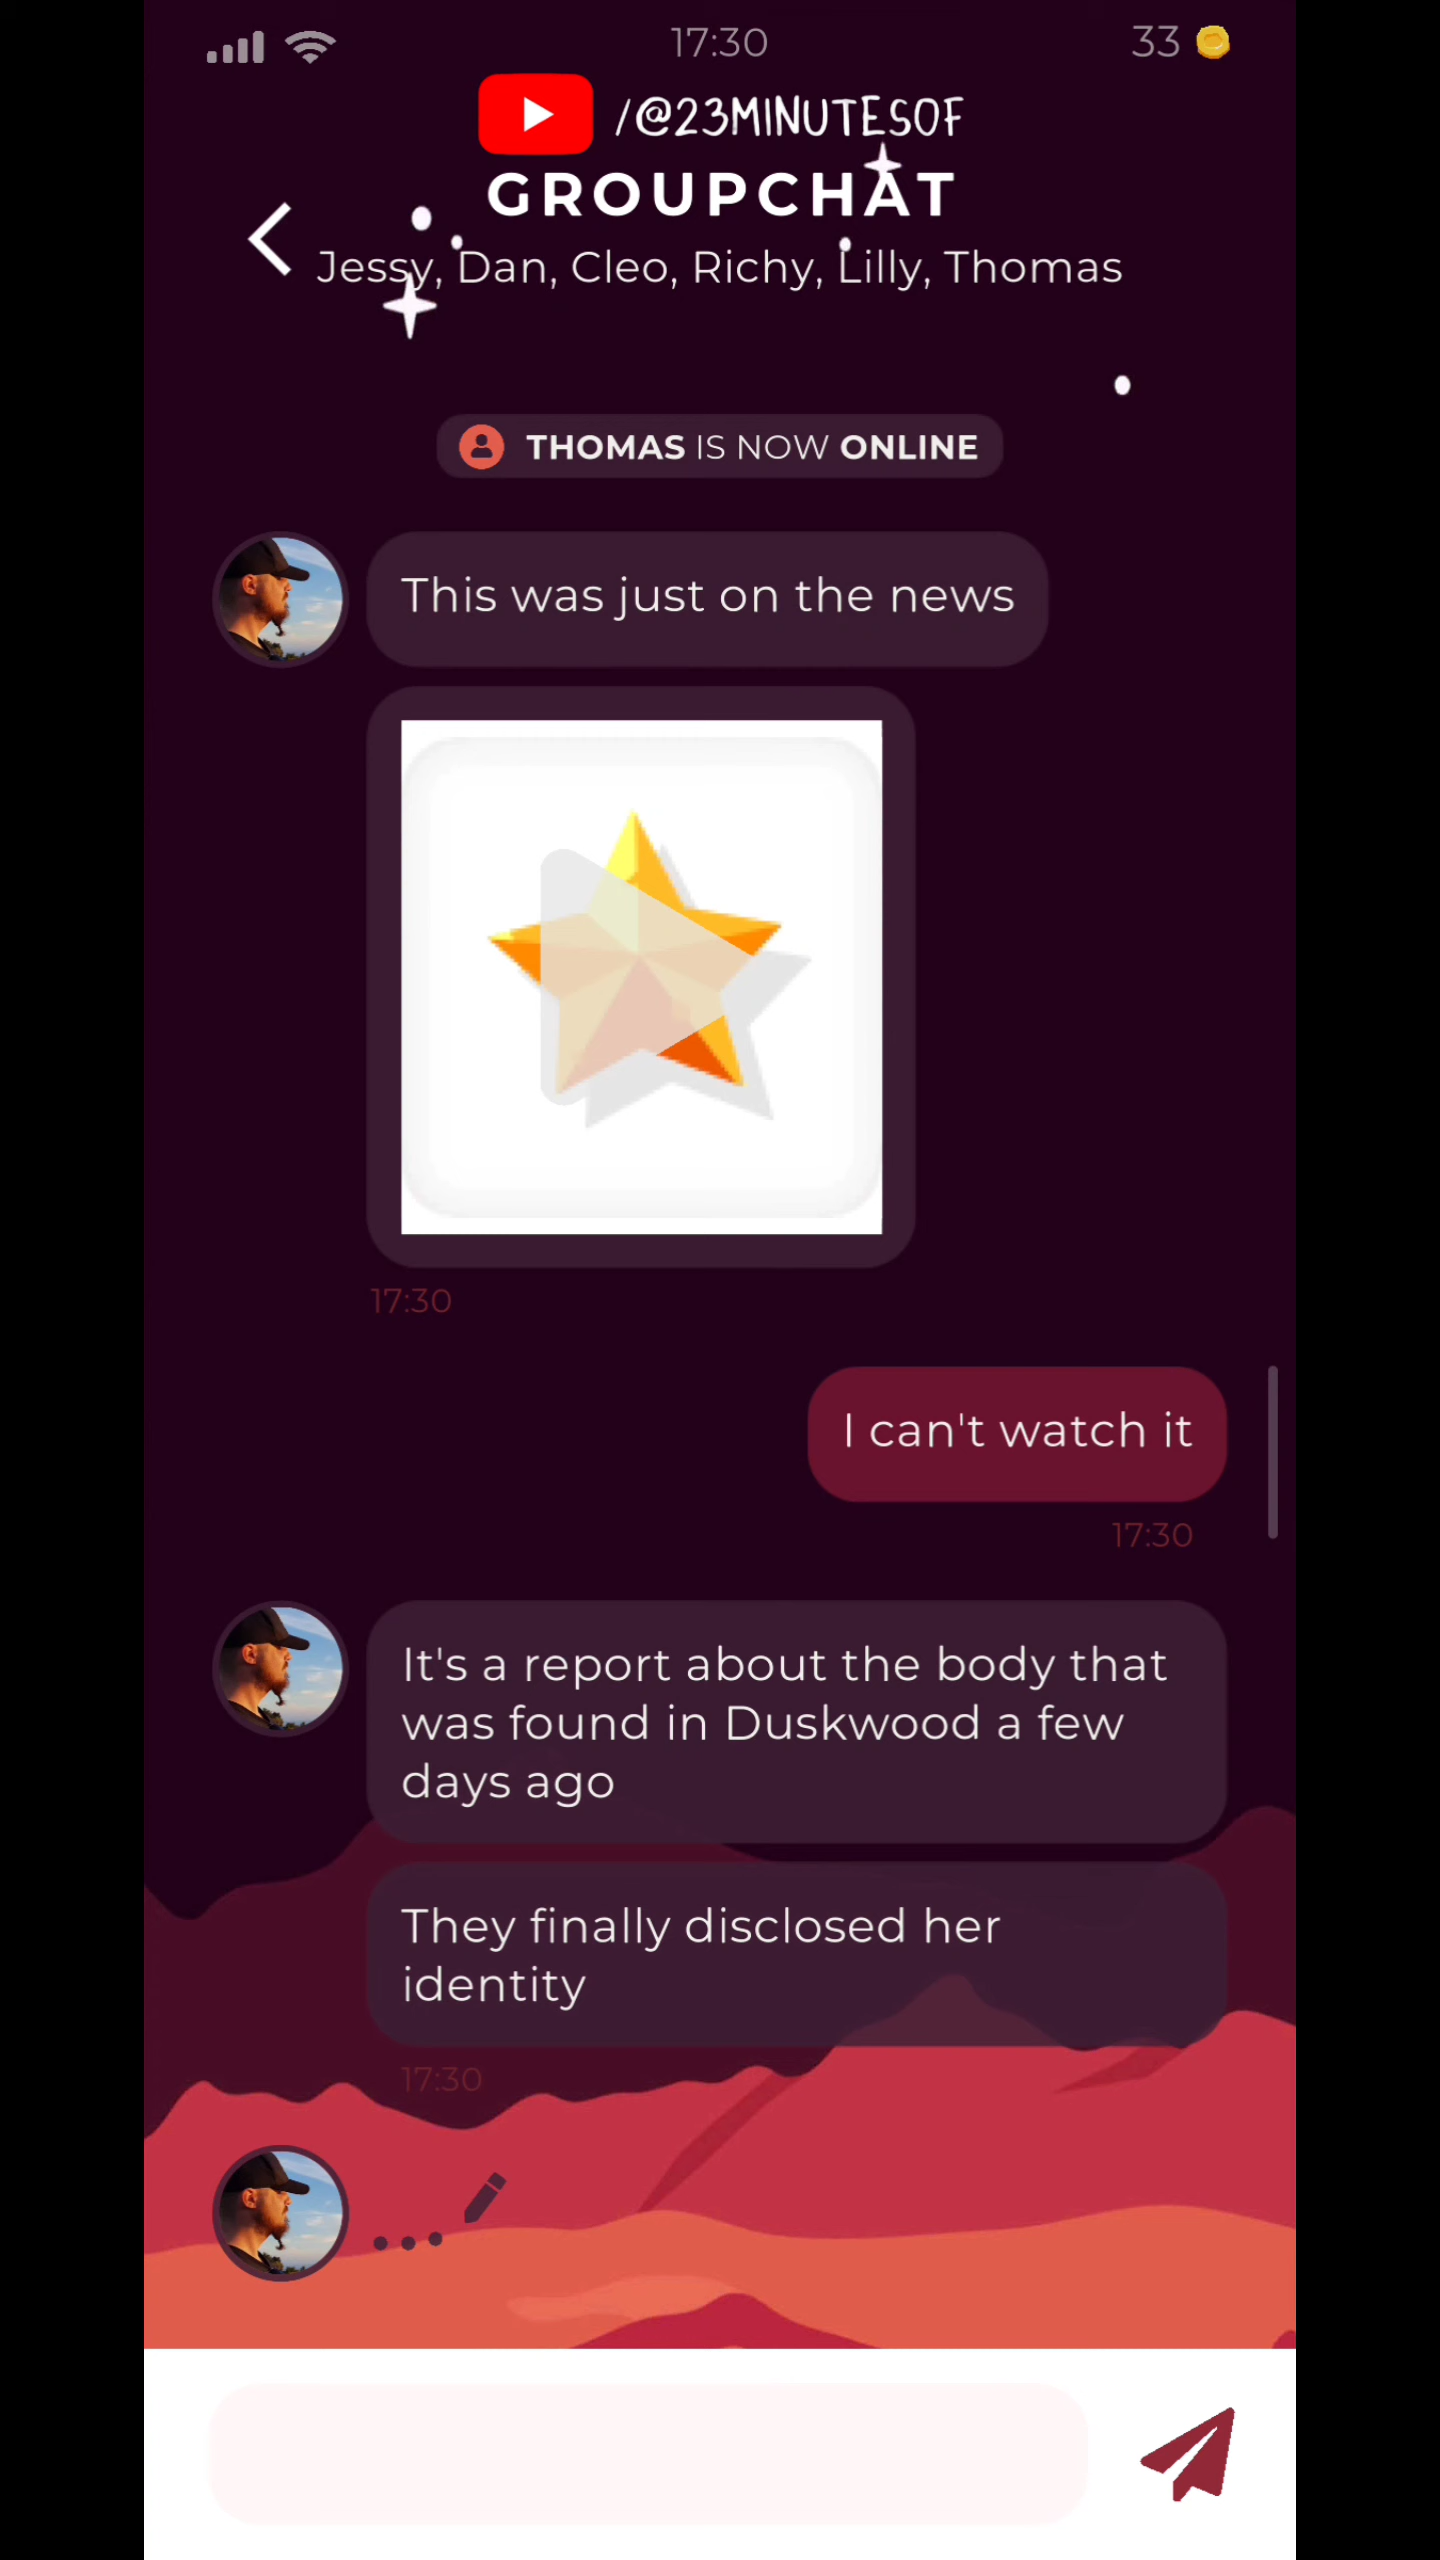 17:30
33
/@23MINUTESOF
GROUPCHAT
Jessy, Dan, Cleo, Richy, Lilly, Thomas
THOMAS IS NOW ONLINE
This was just on the news
17:30
I can't watch it
17:30
It's a report about the body that
was found in Duskwood a few
days ago
They finally disclosed her
identity
17:30